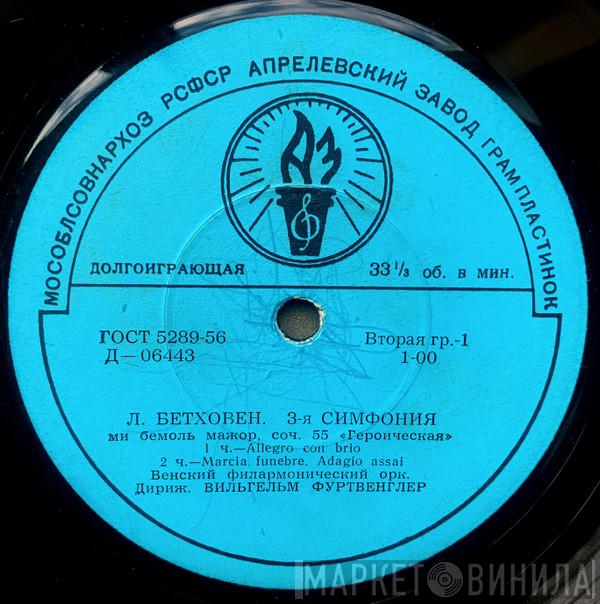 МОСОБЛСОВНАРХОЗ РСФСР АПРЕЛЕВСКИЙ ЗАВОД ГРАМПЛАСТИНОК
АЗ
ДОЛГОИГРАЮЩАЯ 33 1/3 об. в мин.
ГОСТ 5289-56 Вторая гр.-1
Д—06443 1-00
Л. БЕТХОВЕН. 3-я СИМФОНИЯ
ми бемоль мажор, соч. 55 «Героическая»
1 ч.—Allegro con brio
2 ч.—Marcia funebre. Adagio assai
Венский филармонический орк.
Дириж. ВИЛЬГЕЛЬМ ФУРТВЕНГЛЕР
МАРКЕТ ВИНИЛА